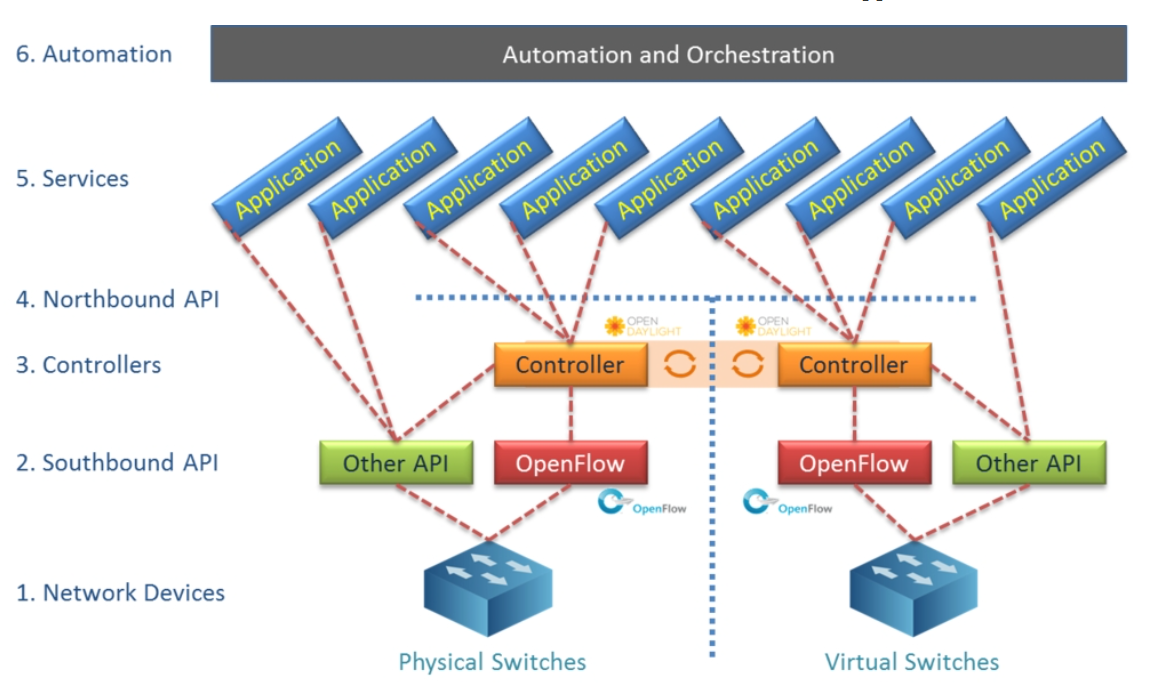 6. Automation
Automation and Orchestration
5. Services
Application
Application
Application
Application
Application
Application
Application
Application
Application
4. Northbound API
OPEN
DAYLIGHT
OPEN
DAYLIGHT
3. Controllers
Controller
Controller
2. Southbound API
Other API
OpenFlow
OpenFlow
Other API
OpenFlow
OpenFlow
1. Network Devices
Physical Switches
Virtual Switches